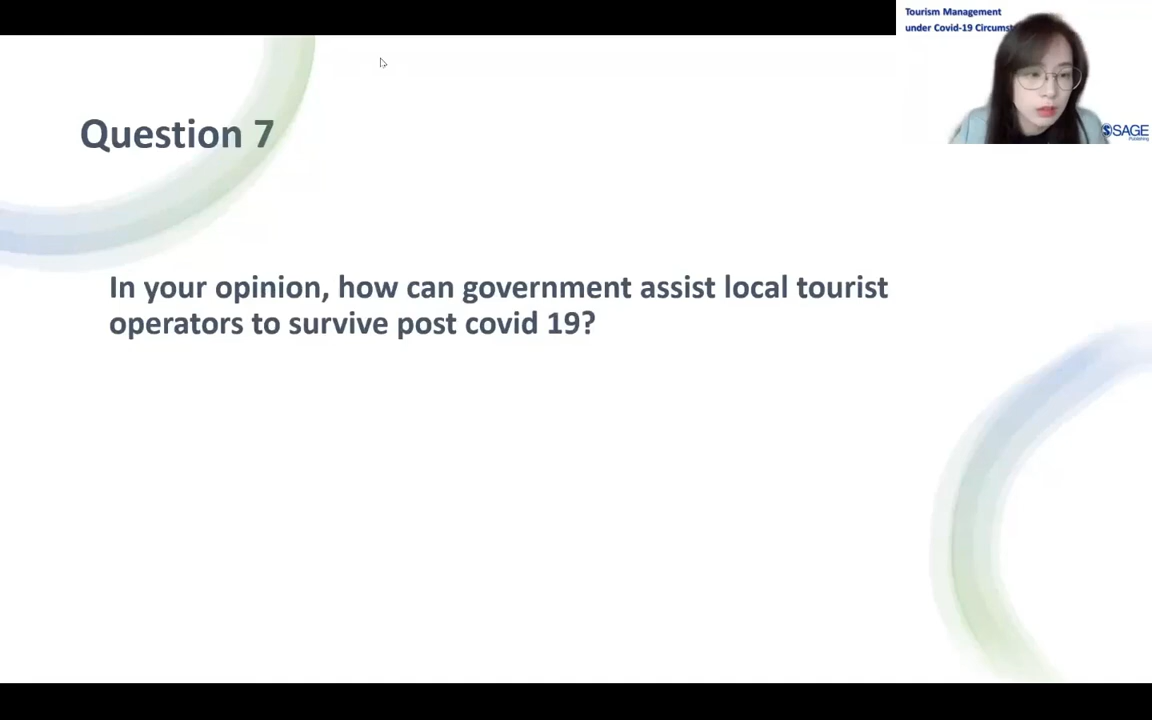 Tourism Management
under Covid-19
SAGE
Publishing
Question 7
In your opinion, how can government assist local tourist
operators to survive post covid 19?